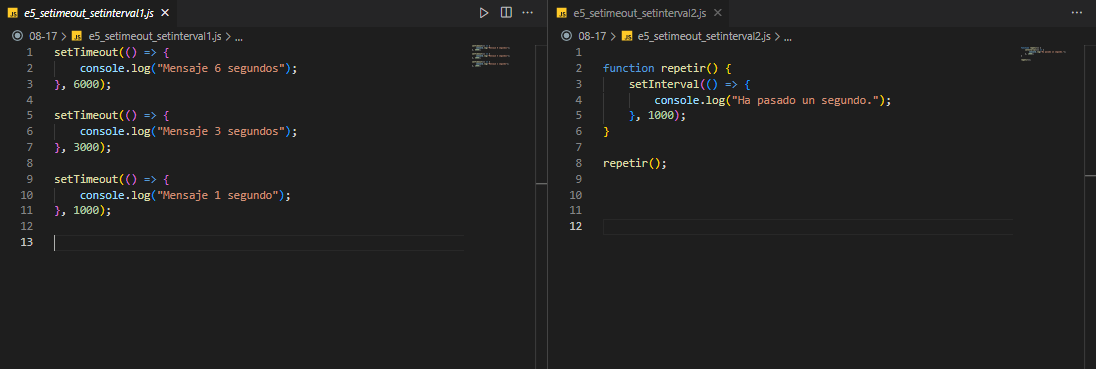 JS e5_setimeout_setinterval1.js
08-17 > JS e5_setimeout_setinterval1.js > ...
1 setTimeout(() => {
2     console.log("Mensaje 6 segundos");
3 }, 6000);
4
5 setTimeout(() => {
6     console.log("Mensaje 3 segundos");
7 }, 3000);
8
9 setTimeout(() => {
10     console.log("Mensaje 1 segundo");
11 }, 1000);
12
13
JS e5_setimeout_setinterval2.js
08-17 > JS e5_setimeout_setinterval2.js > ...
1
2 function repetir() {
3     setInterval(() => {
4         console.log("Ha pasado un segundo.");
5     }, 1000);
6 }
7
8 repetir();
9
10
11
12